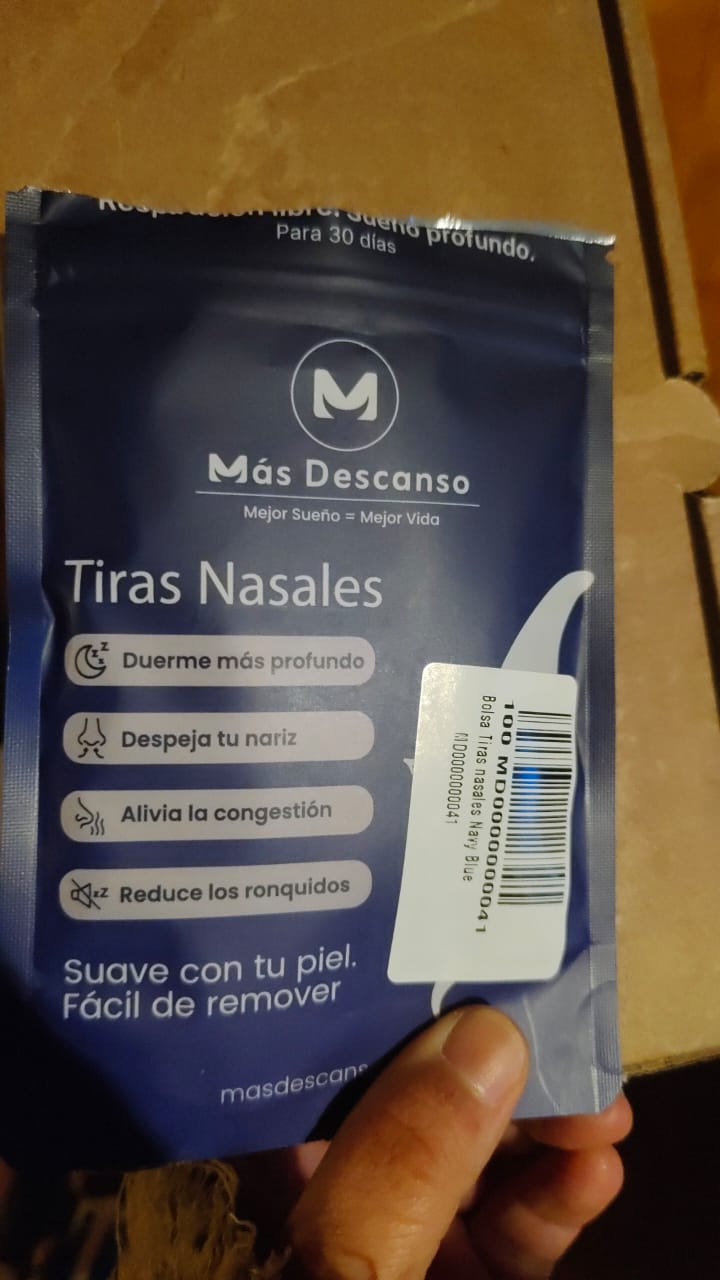 libre. Sueño profundo.
Para 30 días
M
Más Descanso
Mejor Sueño = Mejor Vida
Tiras Nasales
Duerme más profundo
Despeja tu nariz
Alivia la congestión
Reduce los ronquidos
Suave con tu piel.
Fácil de remover
masdescans
100 MD0000000041
Bolsa Tiras nasales Navy Blue
MD0000000041